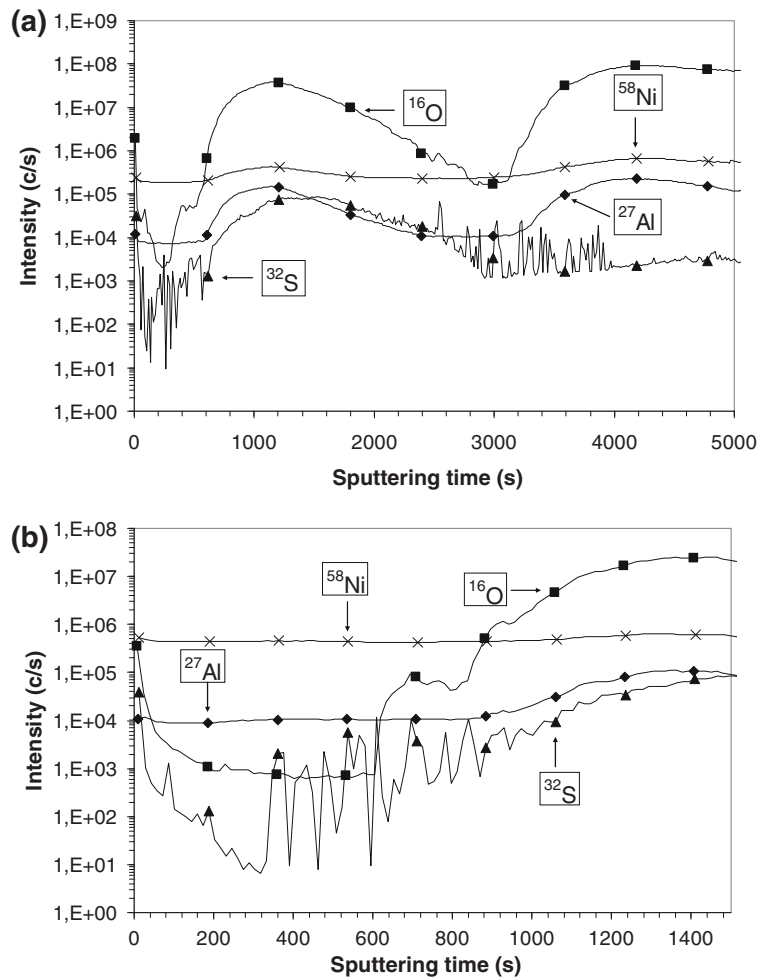 (a)
1,E+09
1,E+08
1,E+07
1,E+06
1,E+05
1,E+04
1,E+03
1,E+02
1,E+01
1,E+00
Intensity (c/s)
16O
58Ni
27Al
32S
0 1000 2000 3000 4000 5000
Sputtering time (s)
(b)
1,E+08
1,E+07
1,E+06
1,E+05
1,E+04
1,E+03
1,E+02
1,E+01
1,E+00
Intensity (c/s)
58Ni
16O
27Al
32S
0 200 400 600 800 1000 1200 1400
Sputtering time (s)